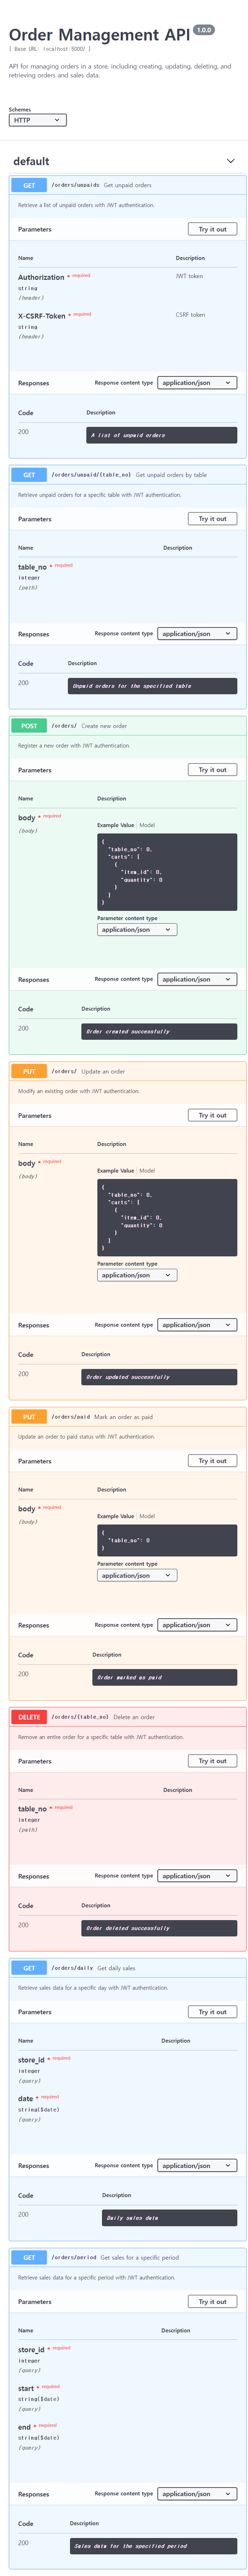 Order Management API 1.0.0
[ Base URL: localhost:5000/ ]
API for managing orders in a store, including creating, updating, deleting, and
retrieving orders and sales data.
Schemes
HTTP
default
GET /orders/unpaids Get unpaid orders
Retrieve a list of unpaid orders with JWT authentication.
Parameters Try it out
Name Description
Authorization * required JWT token
string
(header)
X-CSRF-Token * required CSRF token
string
(header)
Responses Response content type application/json
Code Description
200 A list of unpaid orders
GET /orders/unpaid/{table_no} Get unpaid orders by table
Retrieve unpaid orders for a specific table with JWT authentication.
Parameters Try it out
Name Description
table_no * required
integer
(path)
Responses Response content type application/json
Code Description
200 Unpaid orders for the specified table
POST /orders/ Create new order
Register a new order with JWT authentication.
Parameters Try it out
Name Description
body * required
(body)
Example Value | Model
{
"table_no": 0,
"carts": [
{
"item_id": 0,
"quantity": 0
}
]
}
Parameter content type
application/json
Responses Response content type application/json
Code Description
200 Order created successfully
PUT /orders/ Update an order
Modify an existing order with JWT authentication.
Parameters Try it out
Name Description
body * required
(body)
Example Value | Model
{
"table_no": 0,
"carts": [
{
"item_id": 0,
"quantity": 0
}
]
}
Parameter content type
application/json
Responses Response content type application/json
Code Description
200 Order updated successfully
PUT /orders/paid Mark an order as paid
Update an order to paid status with JWT authentication.
Parameters Try it out
Name Description
body * required
(body)
Example Value | Model
{
"table_no": 0
}
Parameter content type
application/json
Responses Response content type application/json
Code Description
200 Order marked as paid
DELETE /orders/{table_no} Delete an order
Remove an entire order for a specific table with JWT authentication.
Parameters Try it out
Name Description
table_no * required
integer
(path)
Responses Response content type application/json
Code Description
200 Order deleted successfully
GET /orders/daily Get daily sales
Retrieve sales data for a specific day with JWT authentication.
Parameters Try it out
Name Description
store_id * required
integer
(query)
date * required
string($date)
(query)
Responses Response content type application/json
Code Description
200 Daily sales data
GET /orders/period Get sales for a specific period
Retrieve sales data for a specific period with JWT authentication.
Parameters Try it out
Name Description
store_id * required
integer
(query)
start * required
string($date)
(query)
end * required
string($date)
(query)
Responses Response content type application/json
Code Description
200 Sales data for the specified period